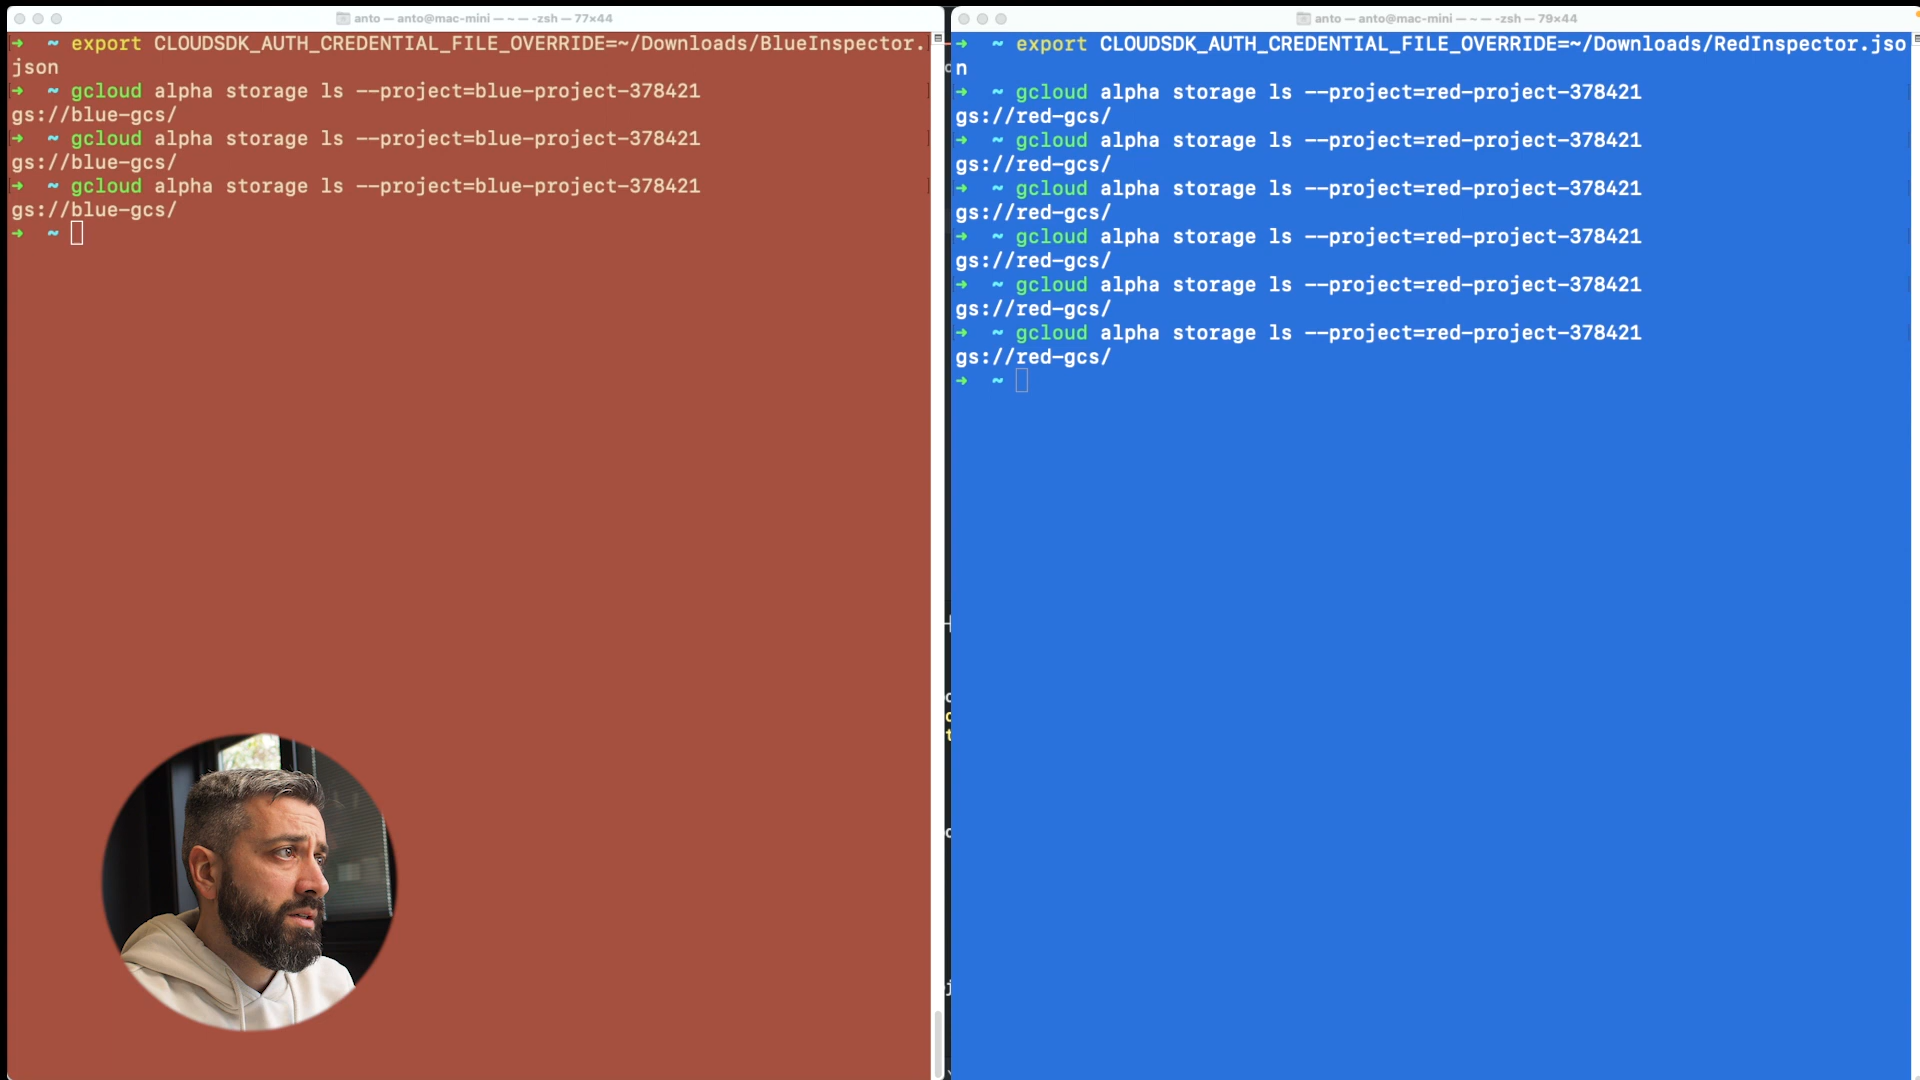 anto — anto@mac-mini — ~ — -zsh — 77×44
➜ ~ export CLOUDSDK_AUTH_CREDENTIAL_FILE_OVERRIDE=~/Downloads/BlueInspector.
json
➜ ~ gcloud alpha storage ls --project=blue-project-378421
gs://blue-gcs/
➜ ~ gcloud alpha storage ls --project=blue-project-378421
gs://blue-gcs/
➜ ~ gcloud alpha storage ls --project=blue-project-378421
gs://blue-gcs/
➜ ~
anto — anto@mac-mini — ~ — -zsh — 79×44
➜ ~ export CLOUDSDK_AUTH_CREDENTIAL_FILE_OVERRIDE=~/Downloads/RedInspector.jso
n
➜ ~ gcloud alpha storage ls --project=red-project-378421
gs://red-gcs/
➜ ~ gcloud alpha storage ls --project=red-project-378421
gs://red-gcs/
➜ ~ gcloud alpha storage ls --project=red-project-378421
gs://red-gcs/
➜ ~ gcloud alpha storage ls --project=red-project-378421
gs://red-gcs/
➜ ~ gcloud alpha storage ls --project=red-project-378421
gs://red-gcs/
➜ ~ gcloud alpha storage ls --project=red-project-378421
gs://red-gcs/
➜ ~